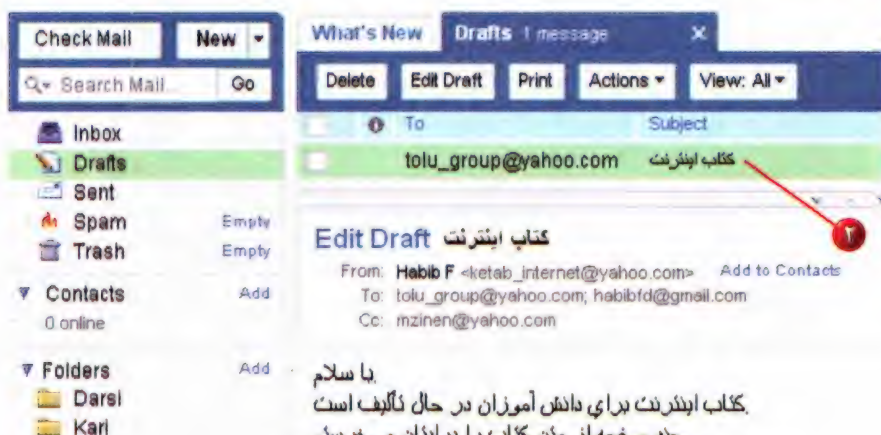 Check Mail New
Search Mail... Go
Inbox
Drafts
Sent
Spam Empty
Trash Empty
Contacts Add
0 online
Folders Add
Darsi
Kari
What's New Drafts 1 message X
Delete Edit Draft Print Actions View: All
To Subject
tolu_group@yahoo.com کتاب اینترنت
۲
Edit Draft کتاب اینترنت
From: Habib F <ketab_internet@yahoo.com> Add to Contacts
To: tolu_group@yahoo.com; habibfd@gmail.com
Cc: mzinen@yahoo.com
با سلام
کتاب اینترنت براي دانش آموزان در حال تأليف است.